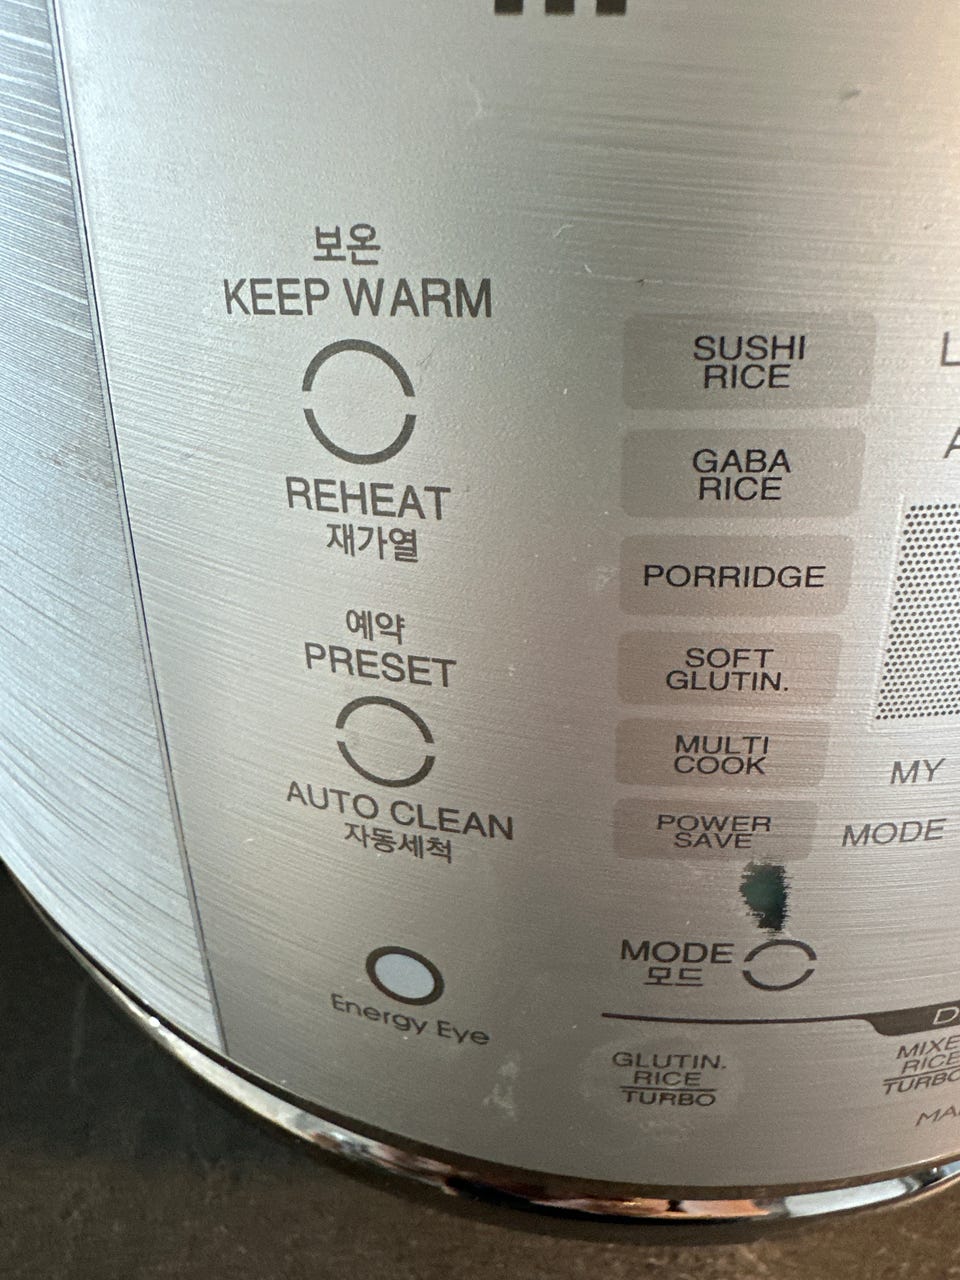 보온
KEEP WARM
REHEAT
재가열
예약
PRESET
AUTO CLEAN
자동세척
Energy Eye
SUSHI
RICE
GABA
RICE
PORRIDGE
SOFT
GLUTIN.
MULTI
COOK
POWER
SAVE
MY
MODE
MODE
모드
GLUTIN.
RICE
TURBO
RICE